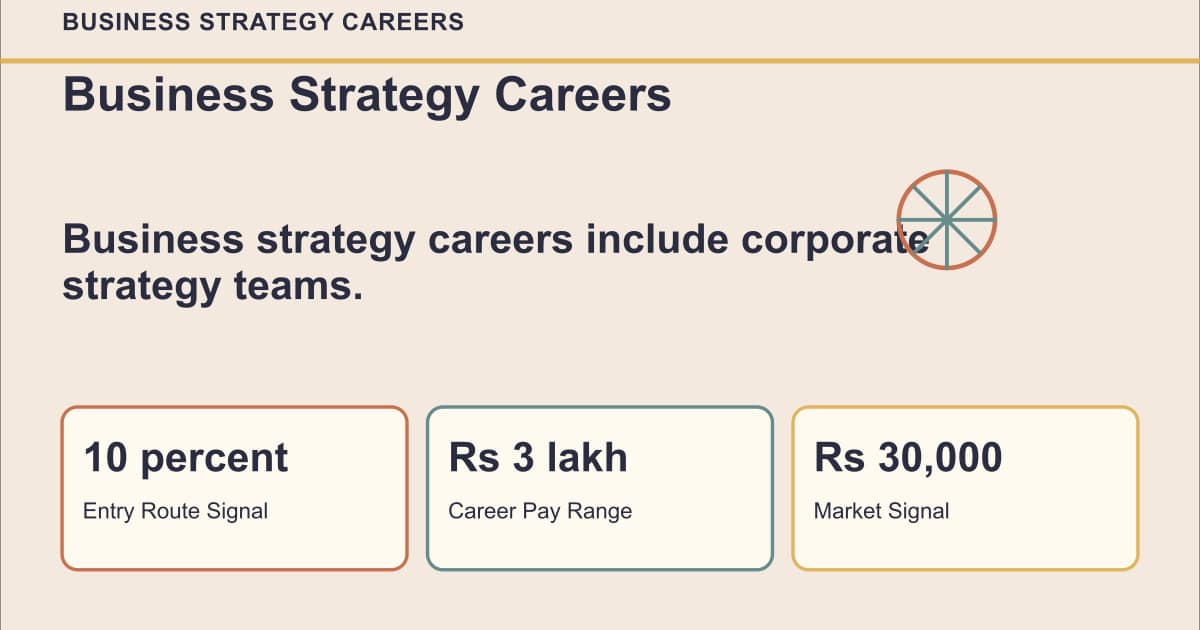 BUSINESS STRATEGY CAREERS
Business Strategy Careers
Business strategy careers include corporate
strategy teams.
10 percent
Entry Route Signal
Rs 3 lakh
Career Pay Range
Rs 30,000
Market Signal